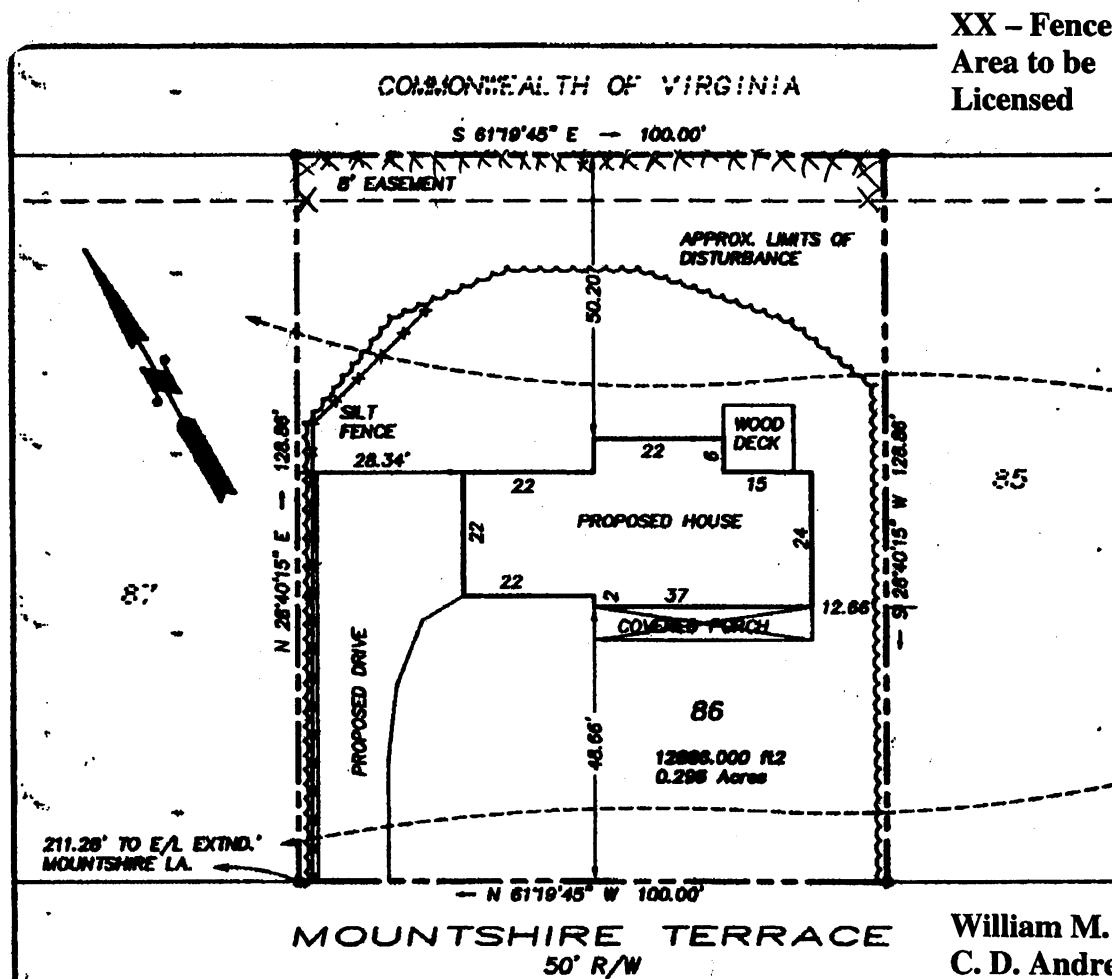 XX – Fence
Area to be
Licensed
COMMONWEALTH OF VIRGINIA
S 61°19'45" E → 100.00'
8' EASEMENT
APPROX. LIMITS OF
DISTURBANCE
50.20'
SILT
FENCE
WOOD
DECK
28.34'
22
22
6
15
N 28°40'15" E → 128.86'
S 28°40'15" W 128.86'
85
PROPOSED HOUSE
22
24
87
22
2
37
12.66'
COVERED PORCH
PROPOSED DRIVE
86
48.66'
12886.000 ft2
0.296 Acres
211.26' TO E/L EXTND.'
MOUNTSHIRE LA.
← N 61°19'45" W 100.00'
MOUNTSHIRE TERRACE
50' R/W
William M.
C. D. Andre